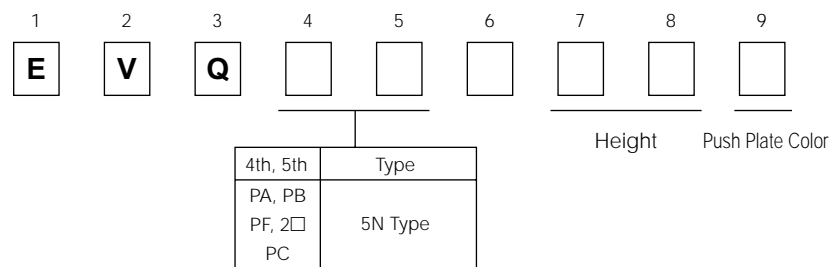 1 2 3 4 5 6 7 8 9
E V Q
Height Push Plate Color
4th, 5th Type
PA, PB
PF, 2□ 5N Type
PC